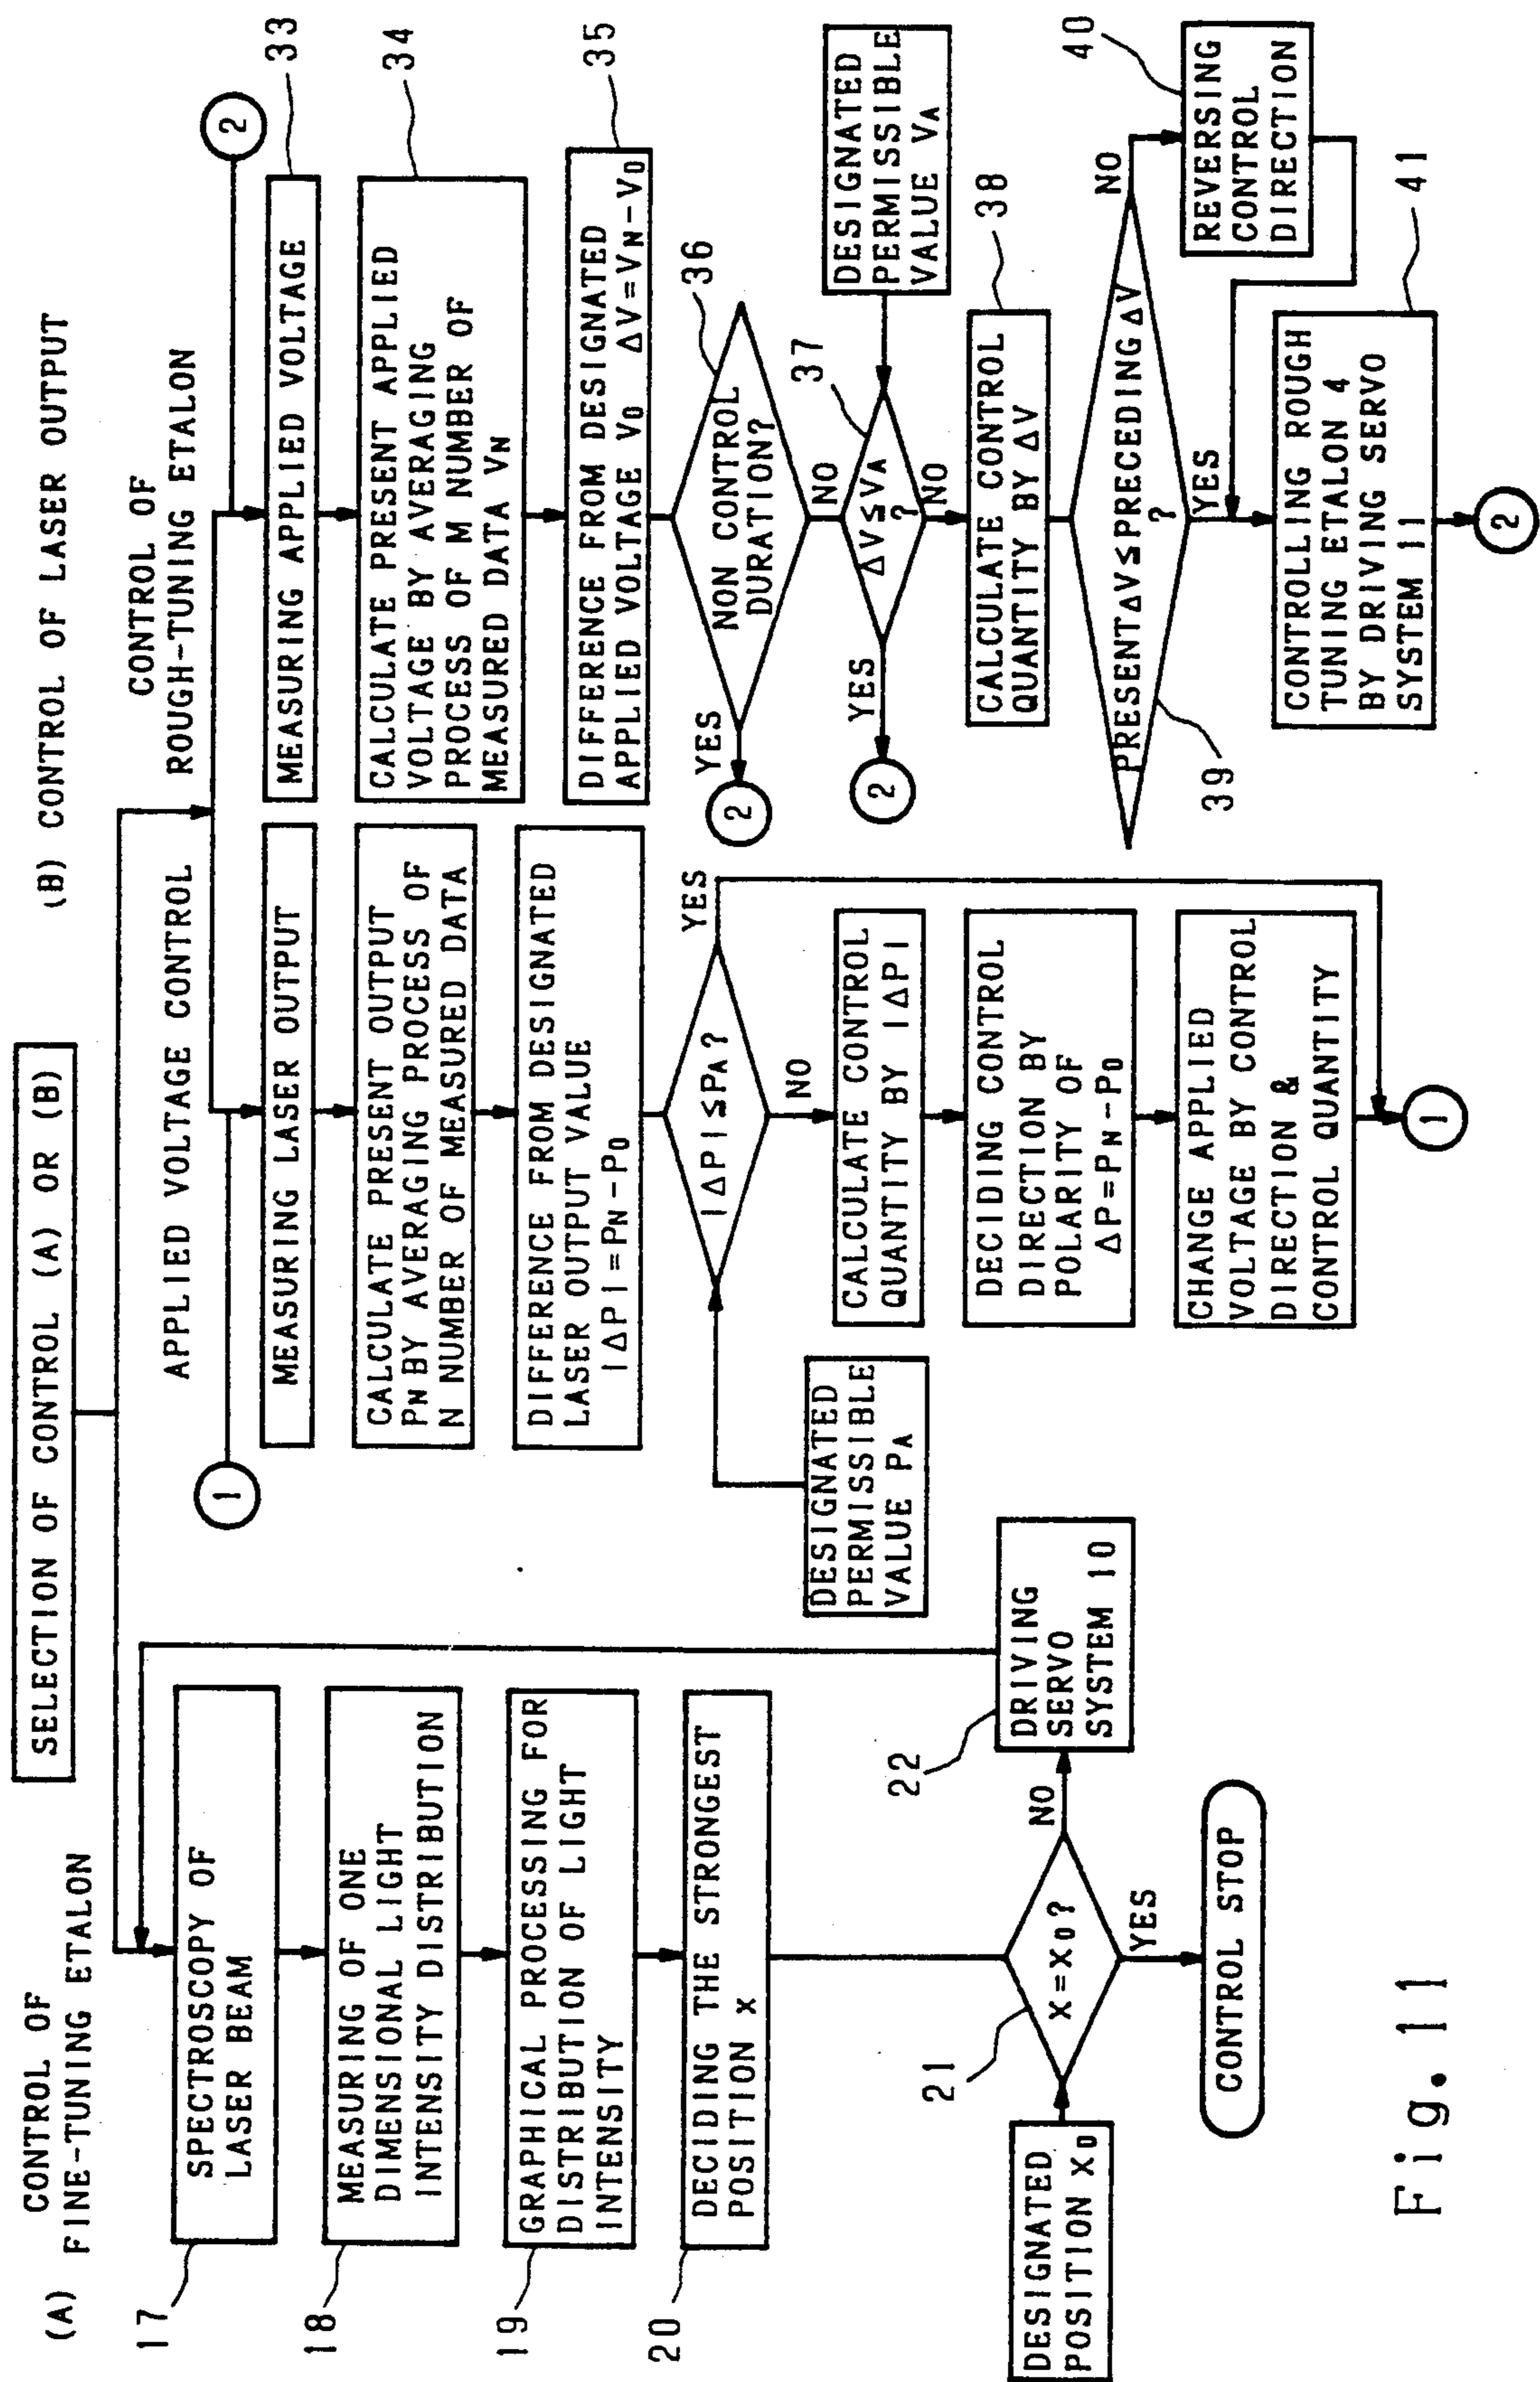 SELECTION OF CONTROL (A) OR (B)
(A)
CONTROL OF
FINE-TUNING ETALON
17
SPECTROSCOPY OF
LASER BEAM
18
MEASURING OF ONE
DIMENSIONAL LIGHT
INTENSITY DISTRIBUTION
19
GRAPHICAL PROCESSING FOR
DISTRIBUTION OF LIGHT
INTENSITY
20
DECIDING THE STRONGEST
POSITION X
DESIGNATED
POSITION X0
21
X=X0?
NO
YES
22
DRIVING
SERVO
SYSTEM 10
CONTROL STOP
(B) CONTROL OF LASER OUTPUT
APPLIED VOLTAGE CONTROL
1
MEASURING LASER OUTPUT
CALCULATE PRESENT OUTPUT
PN BY AVERAGING PROCESS OF
N NUMBER OF MEASURED DATA
DIFFERENCE FROM DESIGNATED
LASER OUTPUT VALUE
|ΔP|=PN-P0
DESIGNATED
PERMISSIBLE
VALUE PA
|ΔP|≦PA?
YES
NO
CALCULATE CONTROL
QUANTITY BY |ΔP|
DECIDING CONTROL
DIRECTION BY
POLARITY OF
ΔP=PN-P0
CHANGE APPLIED
VOLTAGE BY CONTROL
DIRECTION &
CONTROL QUANTITY
1
CONTROL OF
ROUGH-TUNING ETALON
2
MEASURING APPLIED VOLTAGE
33
CALCULATE PRESENT APPLIED
VOLTAGE BY AVERAGING
PROCESS OF M NUMBER OF
MEASURED DATA VN
34
DIFFERENCE FROM DESIGNATED
APPLIED VOLTAGE V0 ΔV=VN-V0
35
NON CONTROL
DURATION?
36
YES
2
NO
37
ΔV≦VA
?
DESIGNATED
PERMISSIBLE
VALUE VA
YES
2
NO
CALCULATE CONTROL
QUANTITY BY ΔV
38
39
PRESENT ΔV≦PRECEDING ΔV
?
NO
40
REVERSING
CONTROL
DIRECTION
YES
CONTROLLING ROUGH
TUNING ETALON 4
BY DRIVING SERVO
SYSTEM 11
41
2
Fig. 11